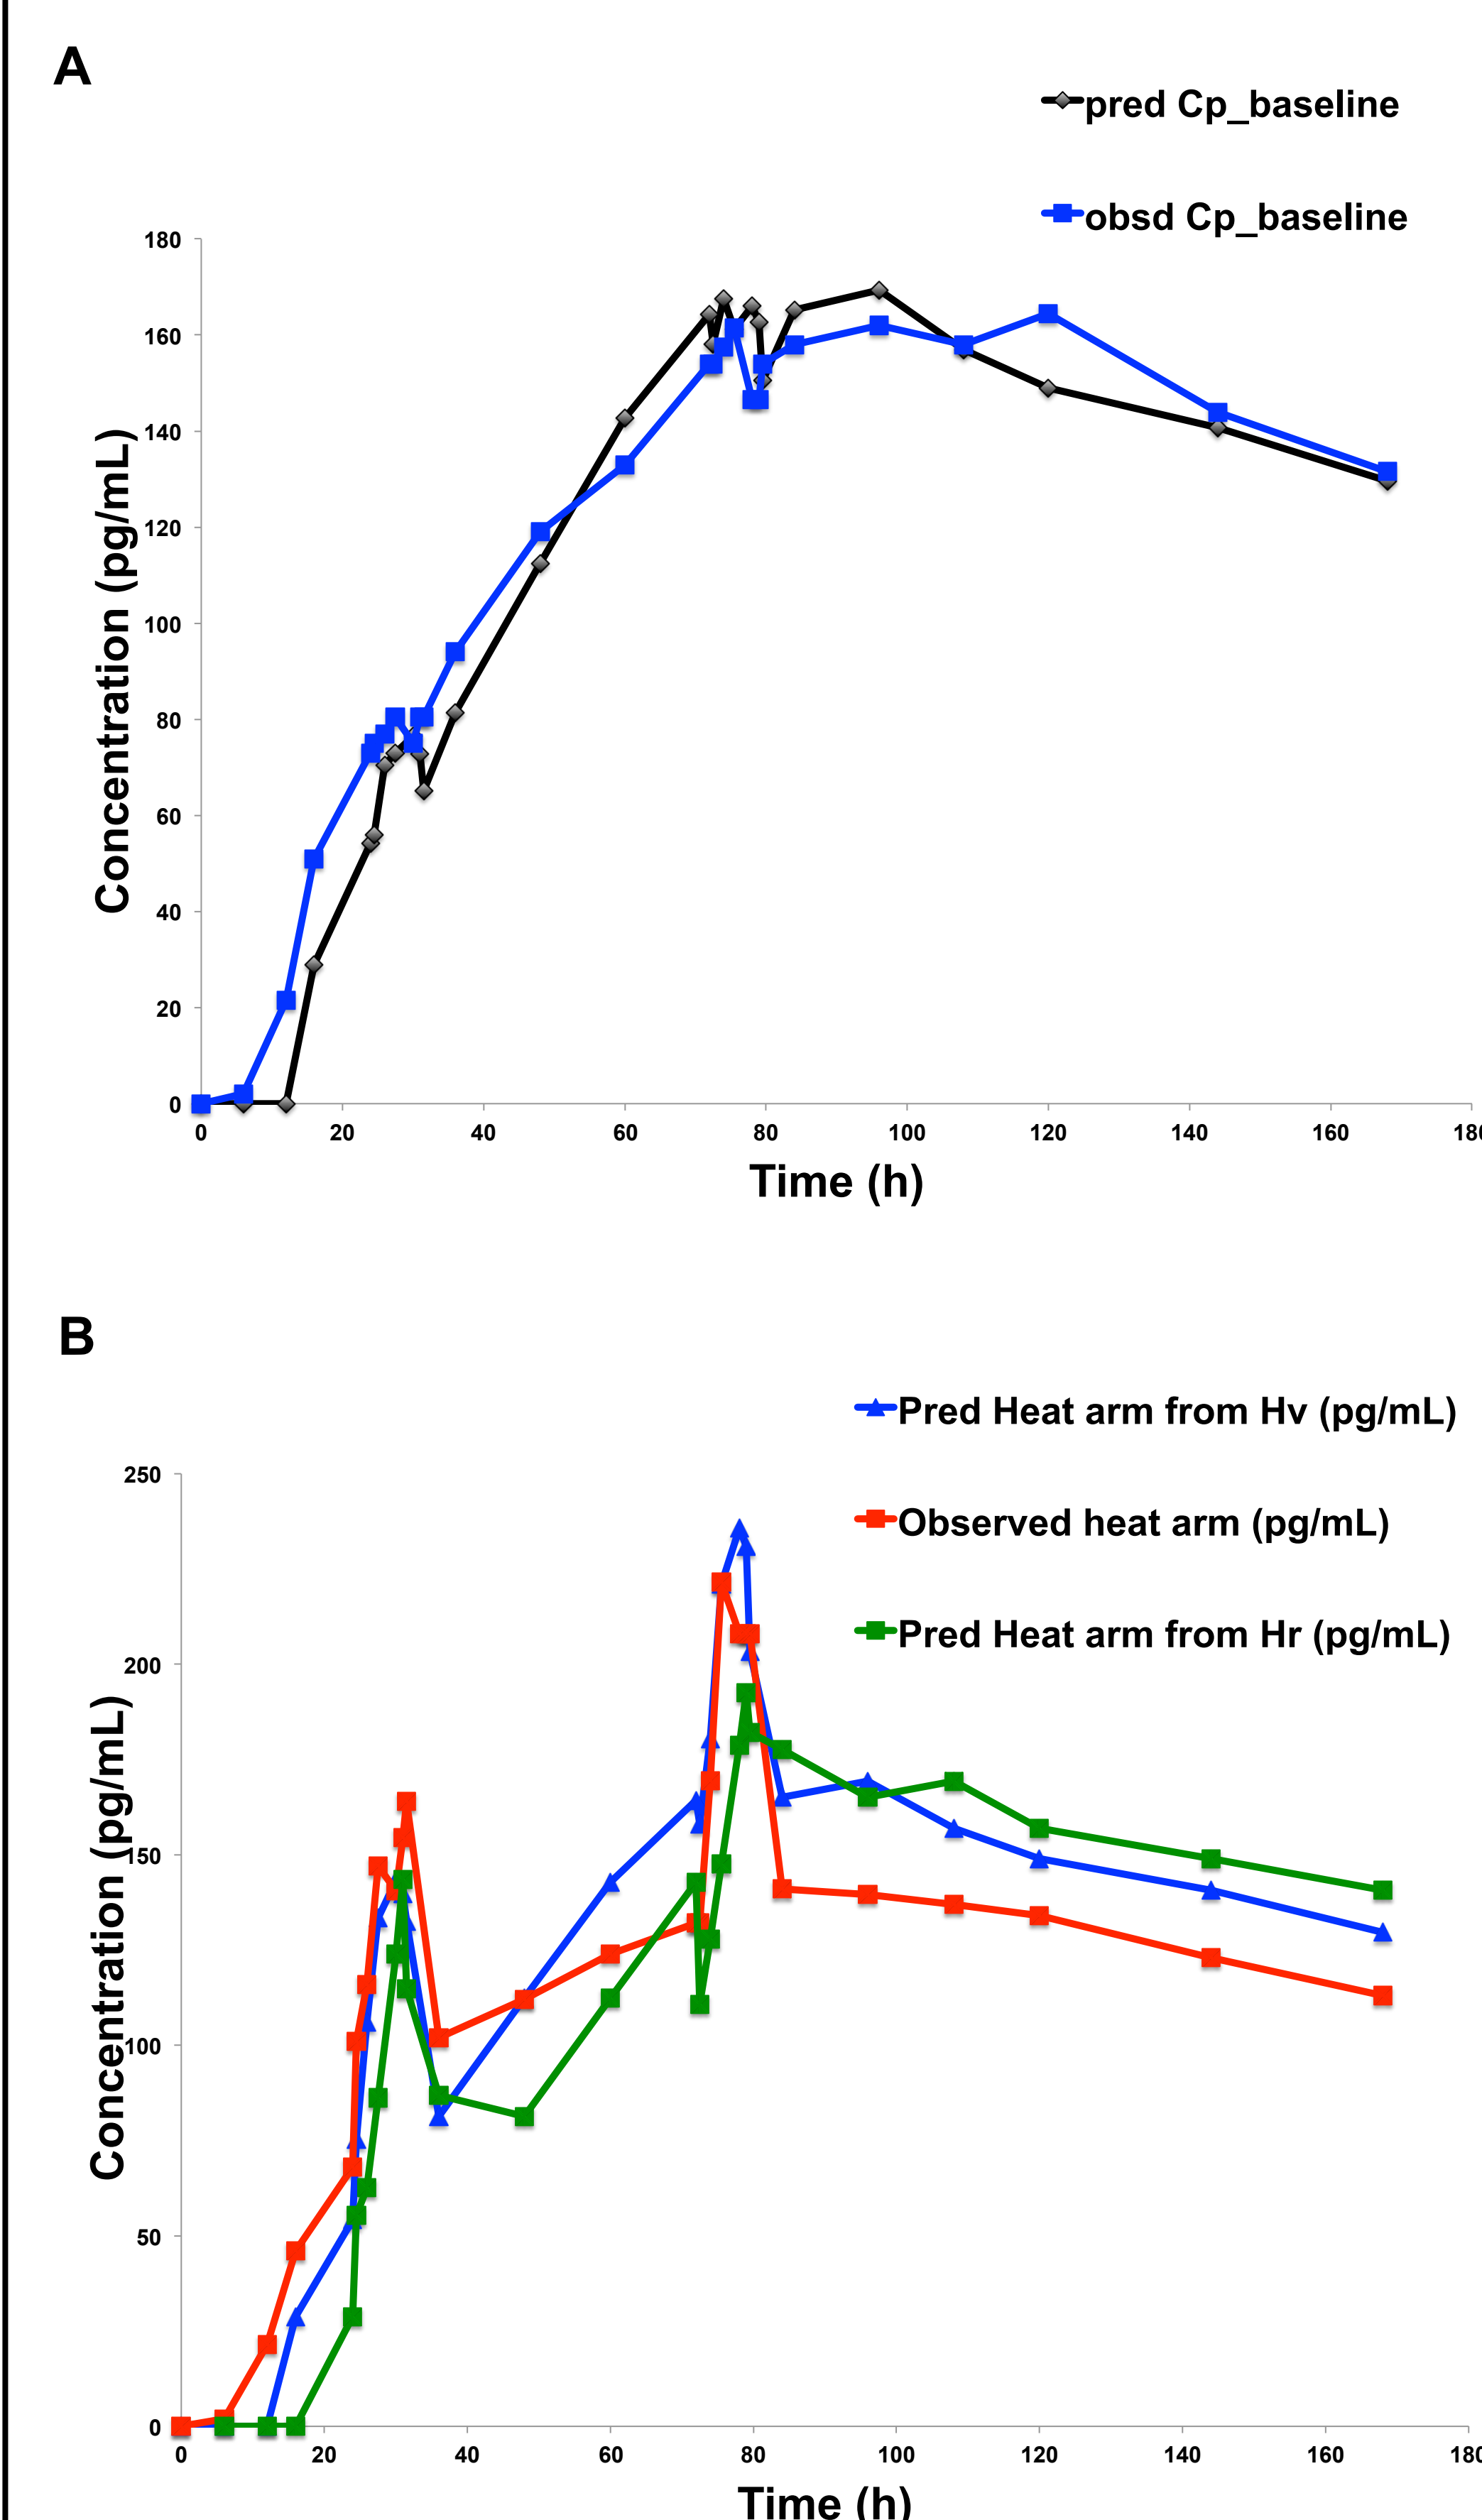 A
pred Cp_baseline
obsd Cp_baseline
180
160
140
120
100
80
60
40
20
0
Concentration (pg/mL)
0 20 40 60 80 100 120 140 160 180
Time (h)
B
Pred Heat arm from Hv (pg/mL)
Observed heat arm (pg/mL)
Pred Heat arm from Hr (pg/mL)
250
200
150
100
50
0
Concentration (pg/mL)
0 20 40 60 80 100 120 140 160 180
Time (h)